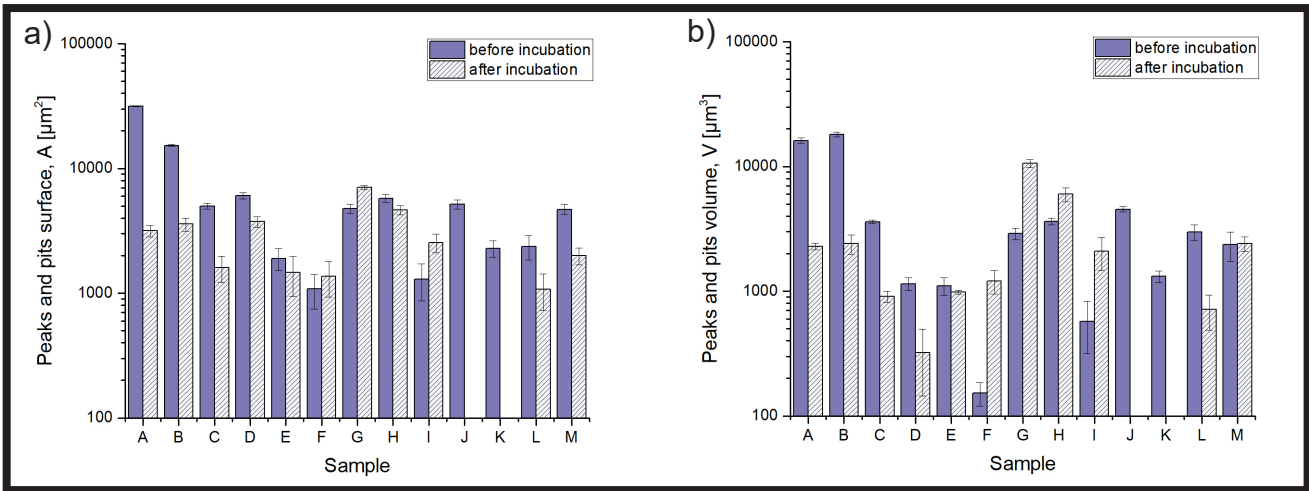 a)
100000
10000
1000
100
Peaks and pits surface, A [µm²]
before incubation
after incubation
A B C D E F G H I J K L M
Sample
b)
100000
10000
1000
100
Peaks and pits volume, V [µm³]
before incubation
after incubation
A B C D E F G H I J K L M
Sample